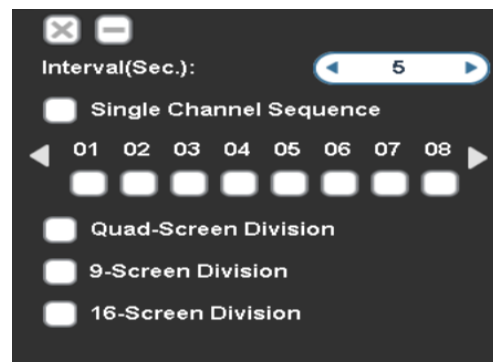 Interval(Sec.): 5
Single Channel Sequence
01 02 03 04 05 06 07 08
Quad-Screen Division
9-Screen Division
16-Screen Division